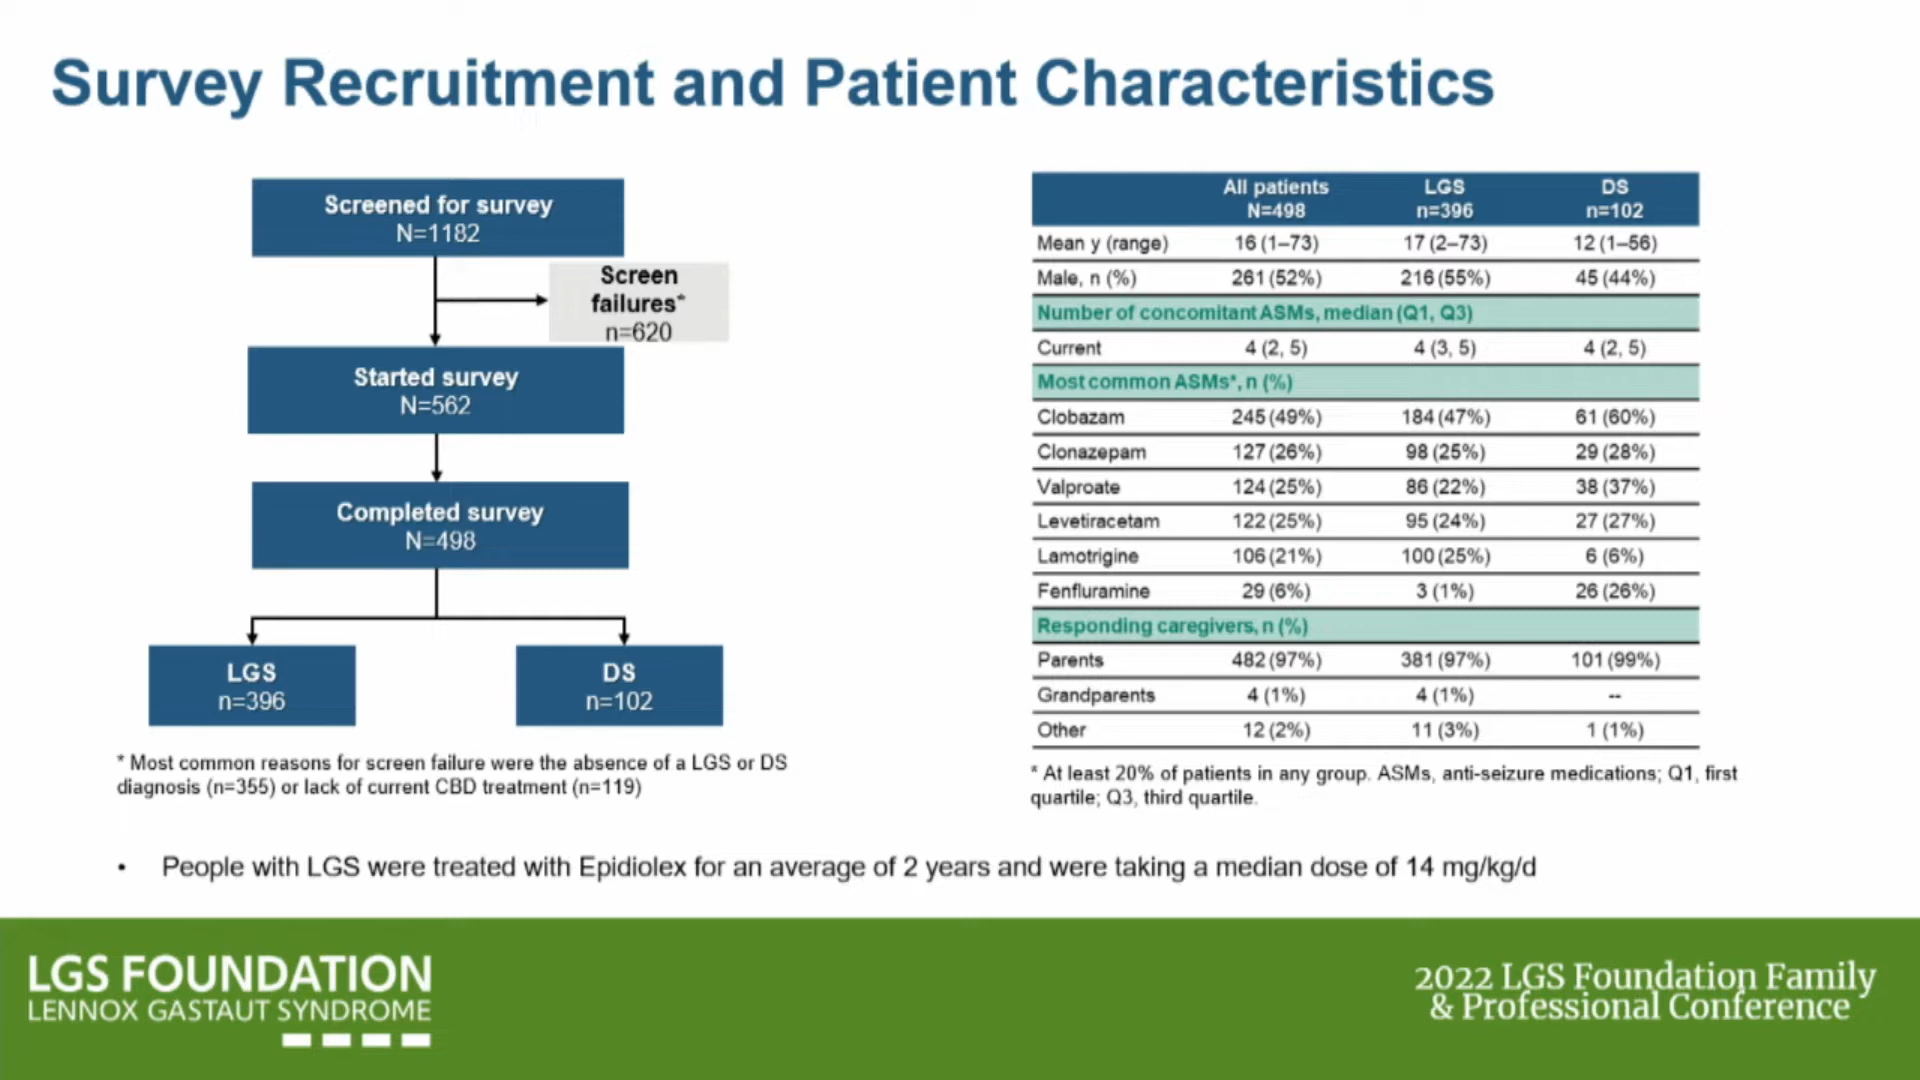 Survey Recruitment and Patient Characteristics
Screened for survey
N=1182
Screen
failures*
n=620
Started survey
N=562
Completed survey
N=498
LGS
n=396
DS
n=102
* Most common reasons for screen failure were the absence of a LGS or DS
diagnosis (n=355) or lack of current CBD treatment (n=119)
All patients LGS DS
N=498 n=396 n=102
Mean y (range) 16 (1–73) 17 (2–73) 12 (1–56)
Male, n (%) 261 (52%) 216 (55%) 45 (44%)
Number of concomitant ASMs, median (Q1, Q3)
Current 4 (2, 5) 4 (3, 5) 4 (2, 5)
Most common ASMs*, n (%)
Clobazam 245 (49%) 184 (47%) 61 (60%)
Clonazepam 127 (26%) 98 (25%) 29 (28%)
Valproate 124 (25%) 86 (22%) 38 (37%)
Levetiracetam 122 (25%) 95 (24%) 27 (27%)
Lamotrigine 106 (21%) 100 (25%) 6 (6%)
Fenfluramine 29 (6%) 3 (1%) 26 (26%)
Responding caregivers, n (%)
Parents 482 (97%) 381 (97%) 101 (99%)
Grandparents 4 (1%) 4 (1%) --
Other 12 (2%) 11 (3%) 1 (1%)
* At least 20% of patients in any group. ASMs, anti-seizure medications; Q1, first
quartile; Q3, third quartile.
• People with LGS were treated with Epidiolex for an average of 2 years and were taking a median dose of 14 mg/kg/d
LGS FOUNDATION
LENNOX GASTAUT SYNDROME
2022 LGS Foundation Family
& Professional Conference